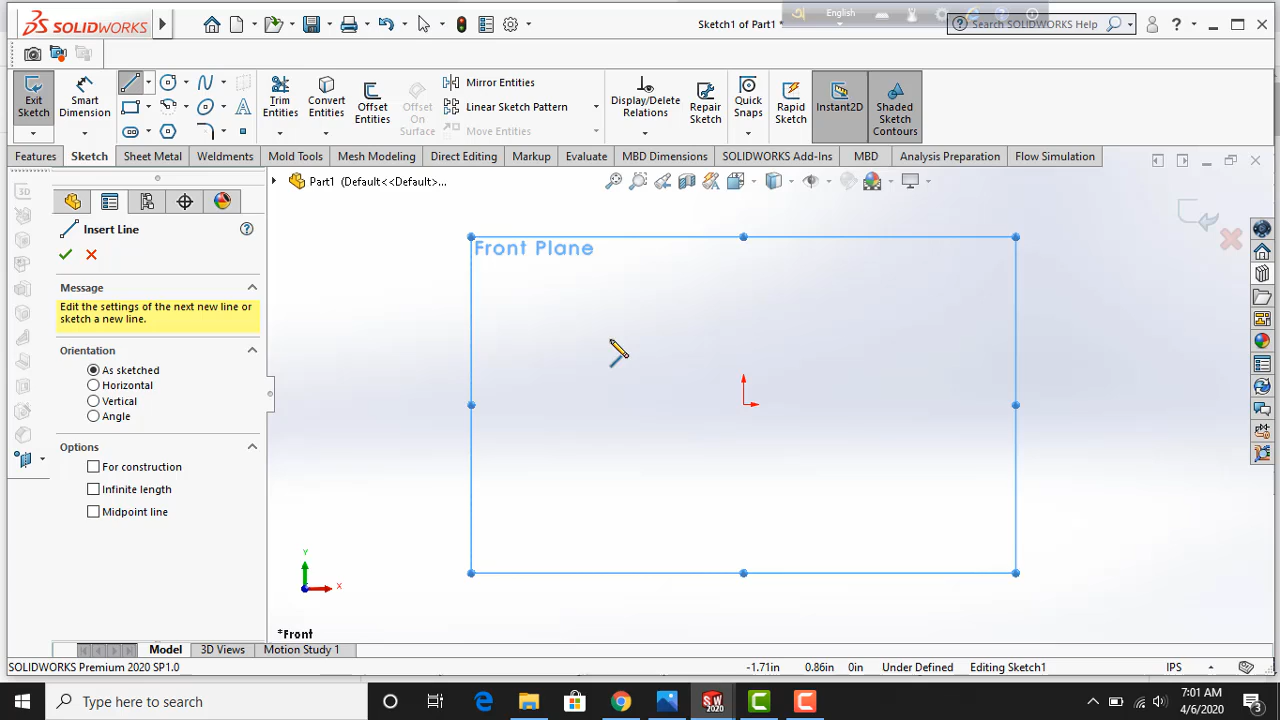 SOLIDWORKS
Sketch1 of Part1 *
English
Search SOLIDWORKS Help
Exit Sketch
Smart Dimension
Trim Entities
Convert Entities
Offset Entities
Offset On Surface
Mirror Entities
Linear Sketch Pattern
Move Entities
Display/Delete Relations
Repair Sketch
Quick Snaps
Rapid Sketch
Instant2D
Shaded Sketch Contours
Features Sketch Sheet Metal Weldments Mold Tools Mesh Modeling Direct Editing Markup Evaluate MBD Dimensions SOLIDWORKS Add-Ins MBD Analysis Preparation Flow Simulation
Part1 (Default<<Default>...
Insert Line
Message
Edit the settings of the next new line or
sketch a new line.
Orientation
As sketched
Horizontal
Vertical
Angle
Options
For construction
Infinite length
Midpoint line
Front Plane
Y
X
*Front
Model 3D Views Motion Study 1
SOLIDWORKS Premium 2020 SP1.0
-1.71in 0.86in 0in Under Defined Editing Sketch1 IPS
Type here to search
SW
2020
7:01 AM
4/6/2020
3